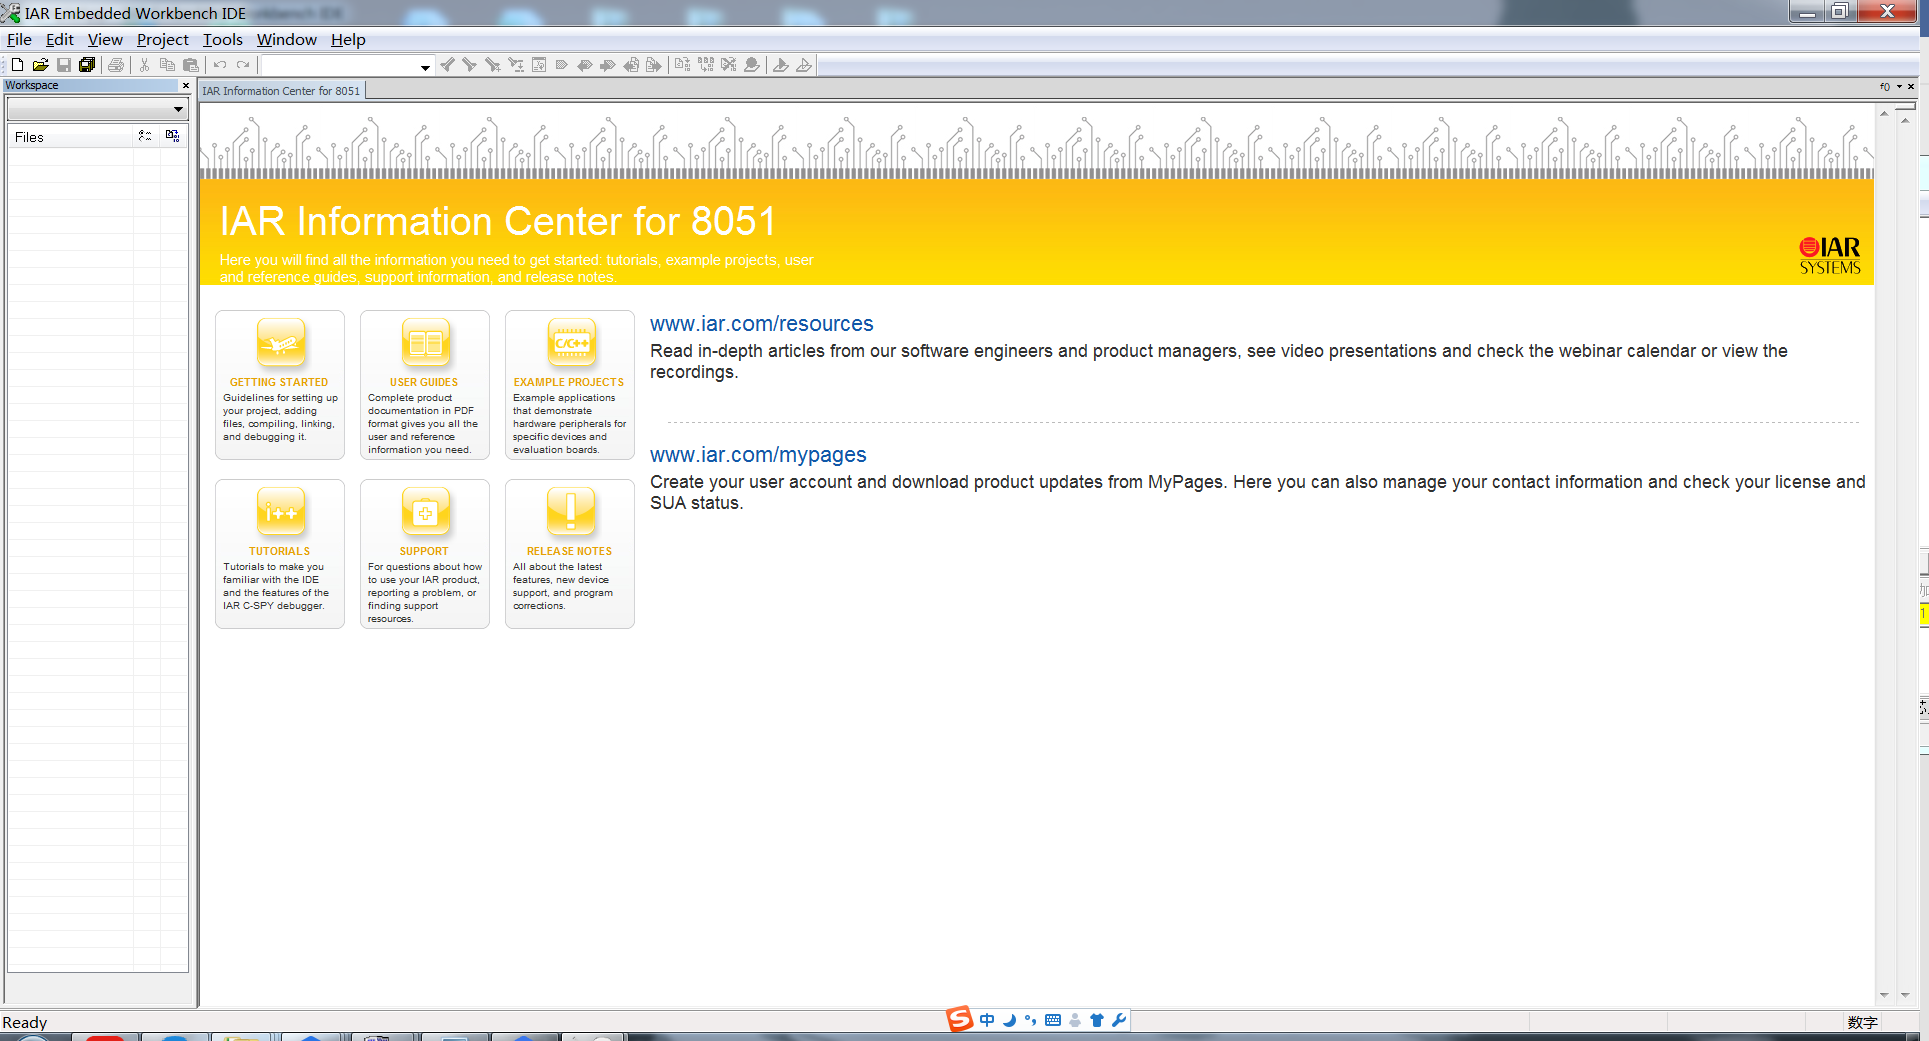 IAR Embedded Workbench IDE
File Edit View Project Tools Window Help
Workspace
IAR Information Center for 8051
f0
Files
IAR Information Center for 8051
Here you will find all the information you need to get started: tutorials, example projects, user
and reference guides, support information, and release notes.
IAR
SYSTEMS
GETTING STARTED
Guidelines for setting up
your project, adding
files, compiling, linking,
and debugging it.
USER GUIDES
Complete product
documentation in PDF
format gives you all the
user and reference
information you need.
C/C++
EXAMPLE PROJECTS
Example applications
that demonstrate
hardware peripherals for
specific devices and
evaluation boards.
www.iar.com/resources
Read in-depth articles from our software engineers and product managers, see video presentations and check the webinar calendar or view the
recordings.
www.iar.com/mypages
Create your user account and download product updates from MyPages. Here you can also manage your contact information and check your license and
SUA status.
i++
TUTORIALS
Tutorials to make you
familiar with the IDE
and the features of the
IAR C-SPY debugger.
SUPPORT
For questions about how
to use your IAR product,
reporting a problem, or
finding support
resources.
RELEASE NOTES
All about the latest
features, new device
support, and program
corrections.
加
1
Ready
S 中
数字